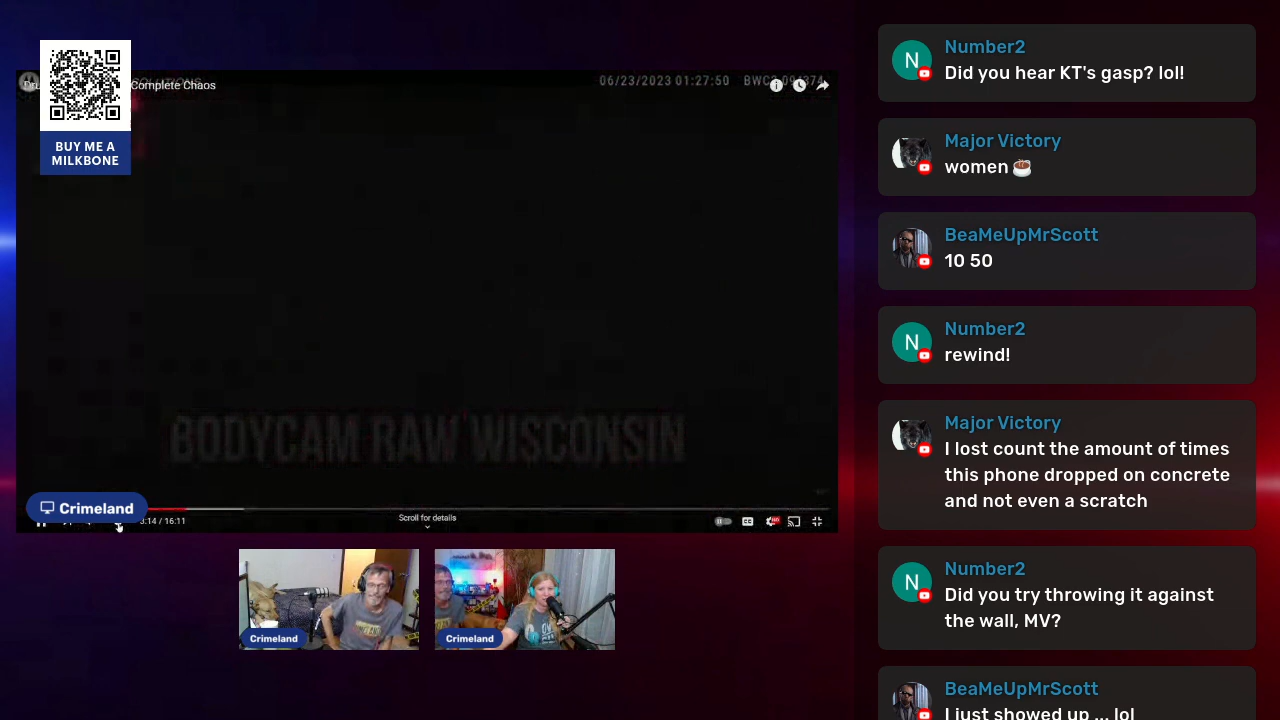 BUY ME A
MILKBONE
SOLUTIONS
Complete Chaos
06/23/2023 01:27:50
BODYCAM RAW WISCONSIN
Crimeland
3:14 / 16:11
Scroll for details
Crimeland
Crimeland
Number2
Did you hear KT's gasp? lol!
Major Victory
women ☕
BeaMeUpMrScott
10 50
Number2
rewind!
Major Victory
I lost count the amount of times
this phone dropped on concrete
and not even a scratch
Number2
Did you try throwing it against
the wall, MV?
BeaMeUpMrScott
I just showed up ... lol